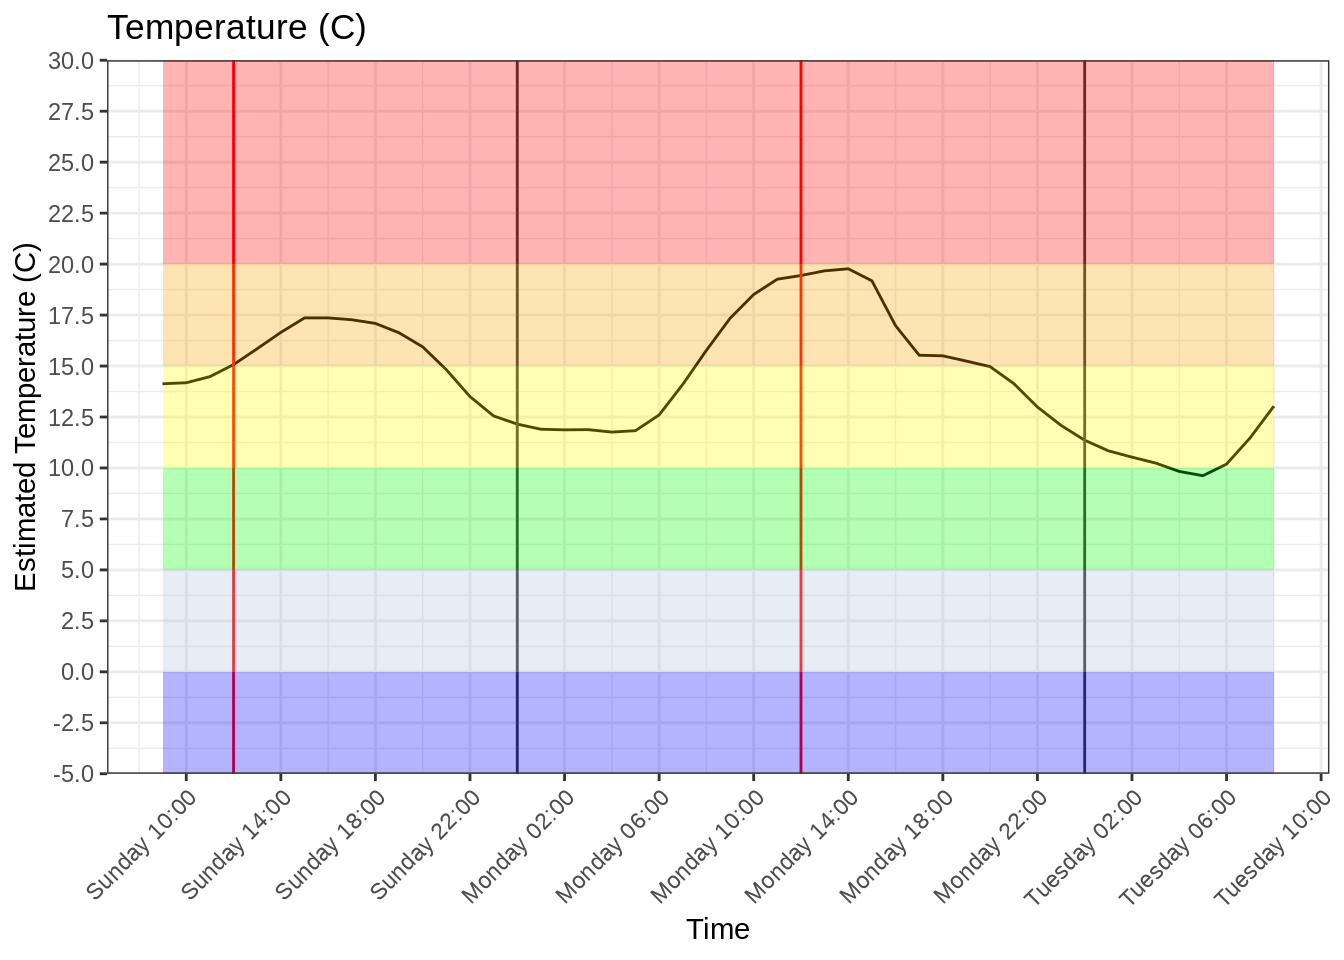 Temperature (C)
30.0
27.5
25.0
22.5
20.0
17.5
15.0
12.5
10.0
7.5
5.0
2.5
0.0
-2.5
-5.0
Estimated Temperature (C)
Sunday 10:00
Sunday 14:00
Sunday 18:00
Sunday 22:00
Monday 02:00
Monday 06:00
Monday 10:00
Monday 14:00
Monday 18:00
Monday 22:00
Tuesday 02:00
Tuesday 06:00
Tuesday 10:00
Time